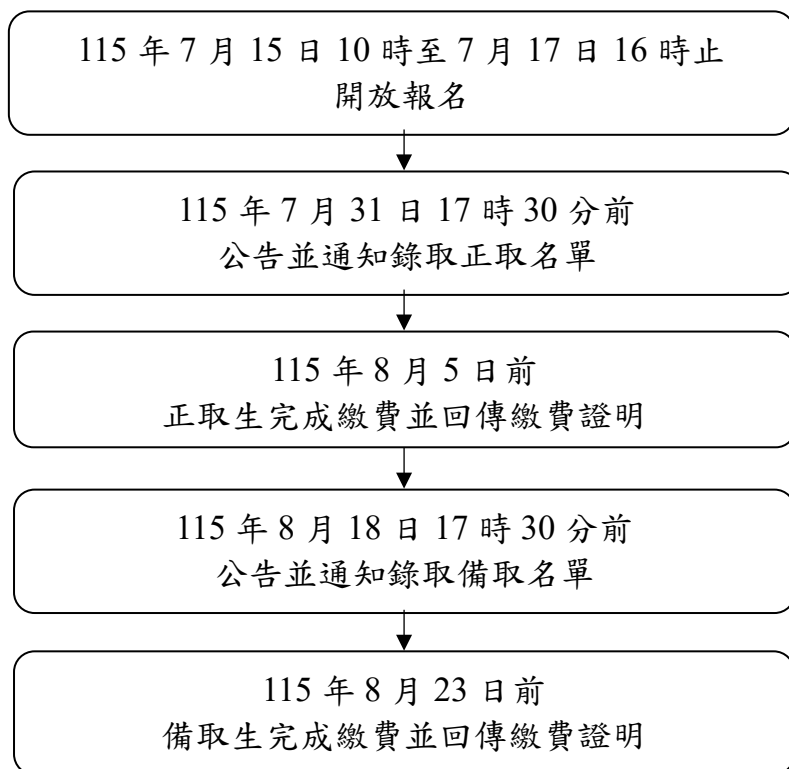 115 年 7 月 15 日 10 時至 7 月 17 日 16 時止
開放報名
115 年 7 月 31 日 17 時 30 分前
公告並通知錄取正取名單
115 年 8 月 5 日前
正取生完成繳費並回傳繳費證明
115 年 8 月 18 日 17 時 30 分前
公告並通知錄取備取名單
115 年 8 月 23 日前
備取生完成繳費並回傳繳費證明